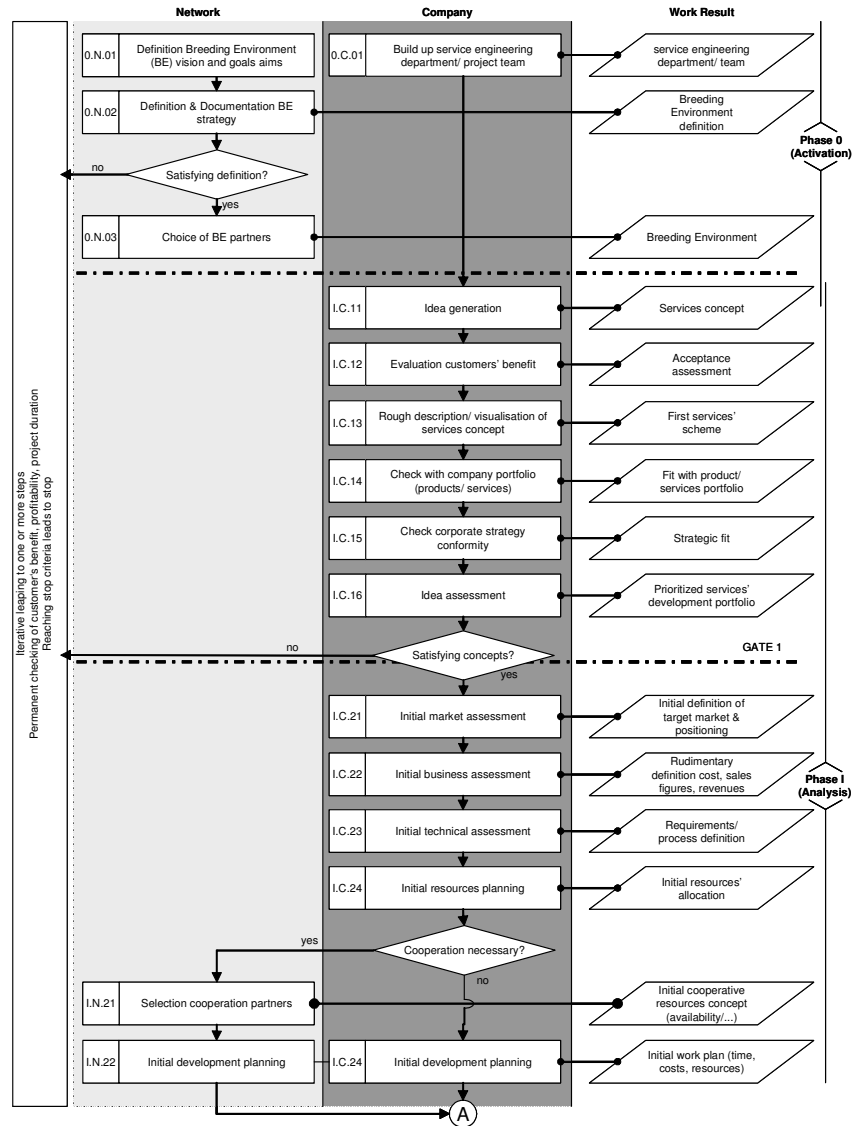 Network
Company
Work Result
0.N.01
Definition Breeding Environment
(BE) vision and goals aims
0.C.01
Build up service engineering
department/ project team
service engineering
department/ team
0.N.02
Definition & Documentation BE
strategy
Breeding
Environment
definition
Phase 0
(Activation)
no
Satisfying definition?
yes
0.N.03
Choice of BE partners
Breeding Environment
I.C.11
Idea generation
Services concept
I.C.12
Evaluation customers' benefit
Acceptance
assessment
I.C.13
Rough description/ visualisation of
services concept
First services'
scheme
I.C.14
Check with company portfolio
(products/ services)
Fit with product/
services portfolio
I.C.15
Check corporate strategy
conformity
Strategic fit
I.C.16
Idea assessment
Prioritized services'
development portfolio
Iterative leaping to one or more steps
Permanent checking of customer's benefit, profitability, project duration
Reaching stop criteria leads to stop
no
Satisfying concepts?
GATE 1
yes
I.C.21
Initial market assessment
Initial definition of
target market &
positioning
I.C.22
Initial business assessment
Rudimentary
definition cost, sales
figures, revenues
Phase I
(Analysis)
I.C.23
Initial technical assessment
Requirements/
process definition
I.C.24
Initial resources planning
Initial resources'
allocation
yes
Cooperation necessary?
no
I.N.21
Selection cooperation partners
Initial cooperative
resources concept
(availability/...)
I.N.22
Initial development planning
I.C.24
Initial development planning
Initial work plan (time,
costs, resources)
A